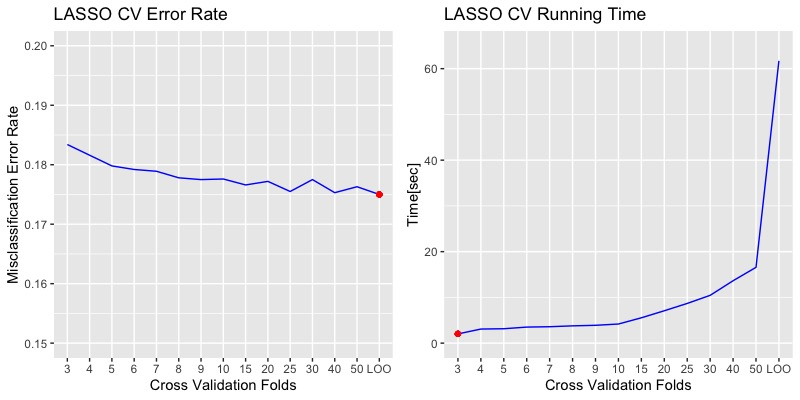 LASSO CV Error Rate
0.20
0.19
0.18
0.17
0.16
0.15
Misclassification Error Rate
3 4 5 6 7 8 9 10 15 20 25 30 40 50 LOO
Cross Validation Folds
LASSO CV Running Time
60
40
20
0
Time[sec]
3 4 5 6 7 8 9 10 15 20 25 30 40 50 LOO
Cross Validation Folds